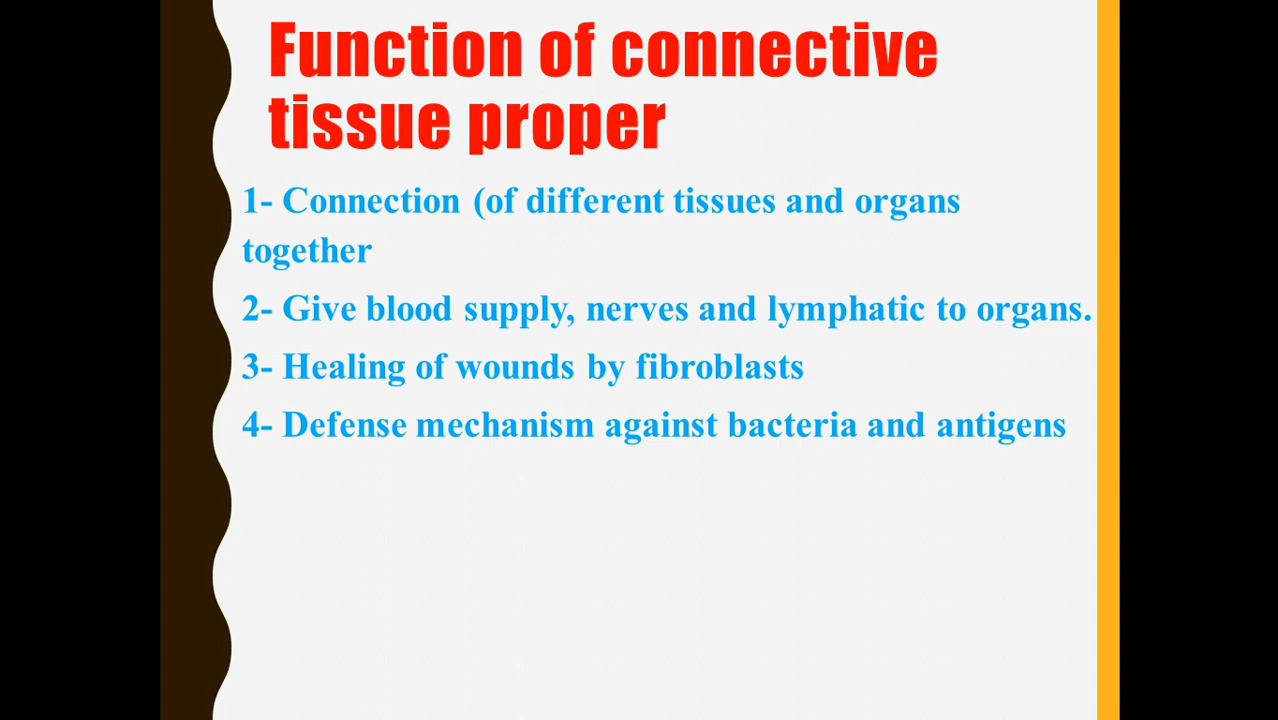 Function of connective
tissue proper
1- Connection (of different tissues and organs
together
2- Give blood supply, nerves and lymphatic to organs.
3- Healing of wounds by fibroblasts
4- Defense mechanism against bacteria and antigens